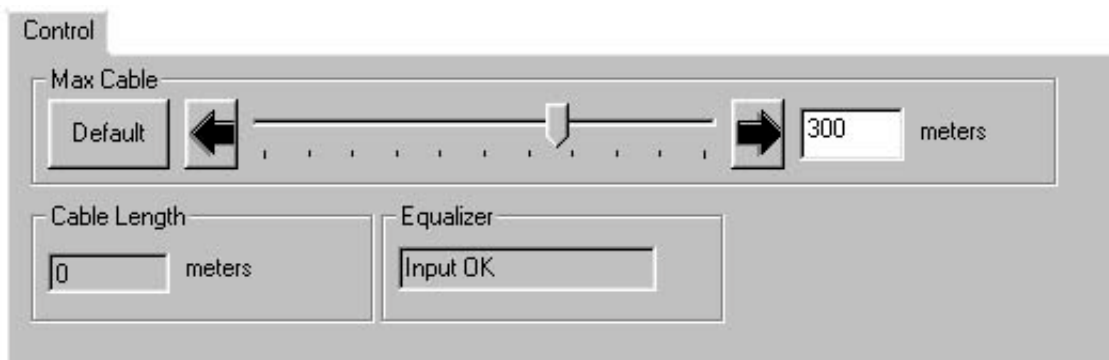 Control
Max Cable
Default 300 meters
Cable Length
0 meters
Equalizer
Input OK